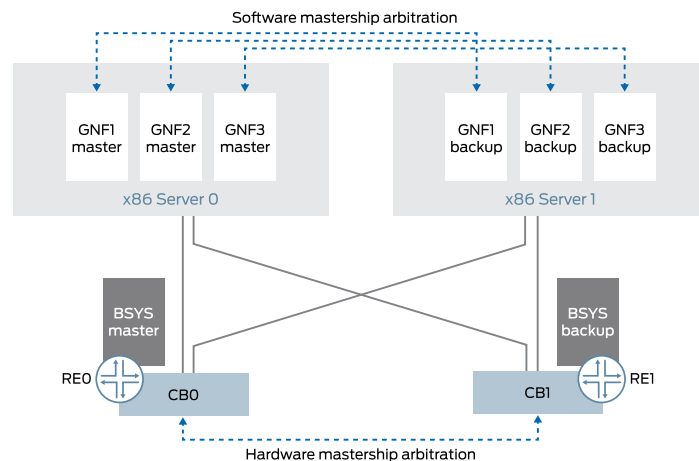 Software mastership arbitration
GNF1
master
GNF2
master
GNF3
master
GNF1
backup
GNF2
backup
GNF3
backup
x86 Server 0
x86 Server 1
BSYS
master
BSYS
backup
RE0
CB0
CB1
RE1
Hardware mastership arbitration